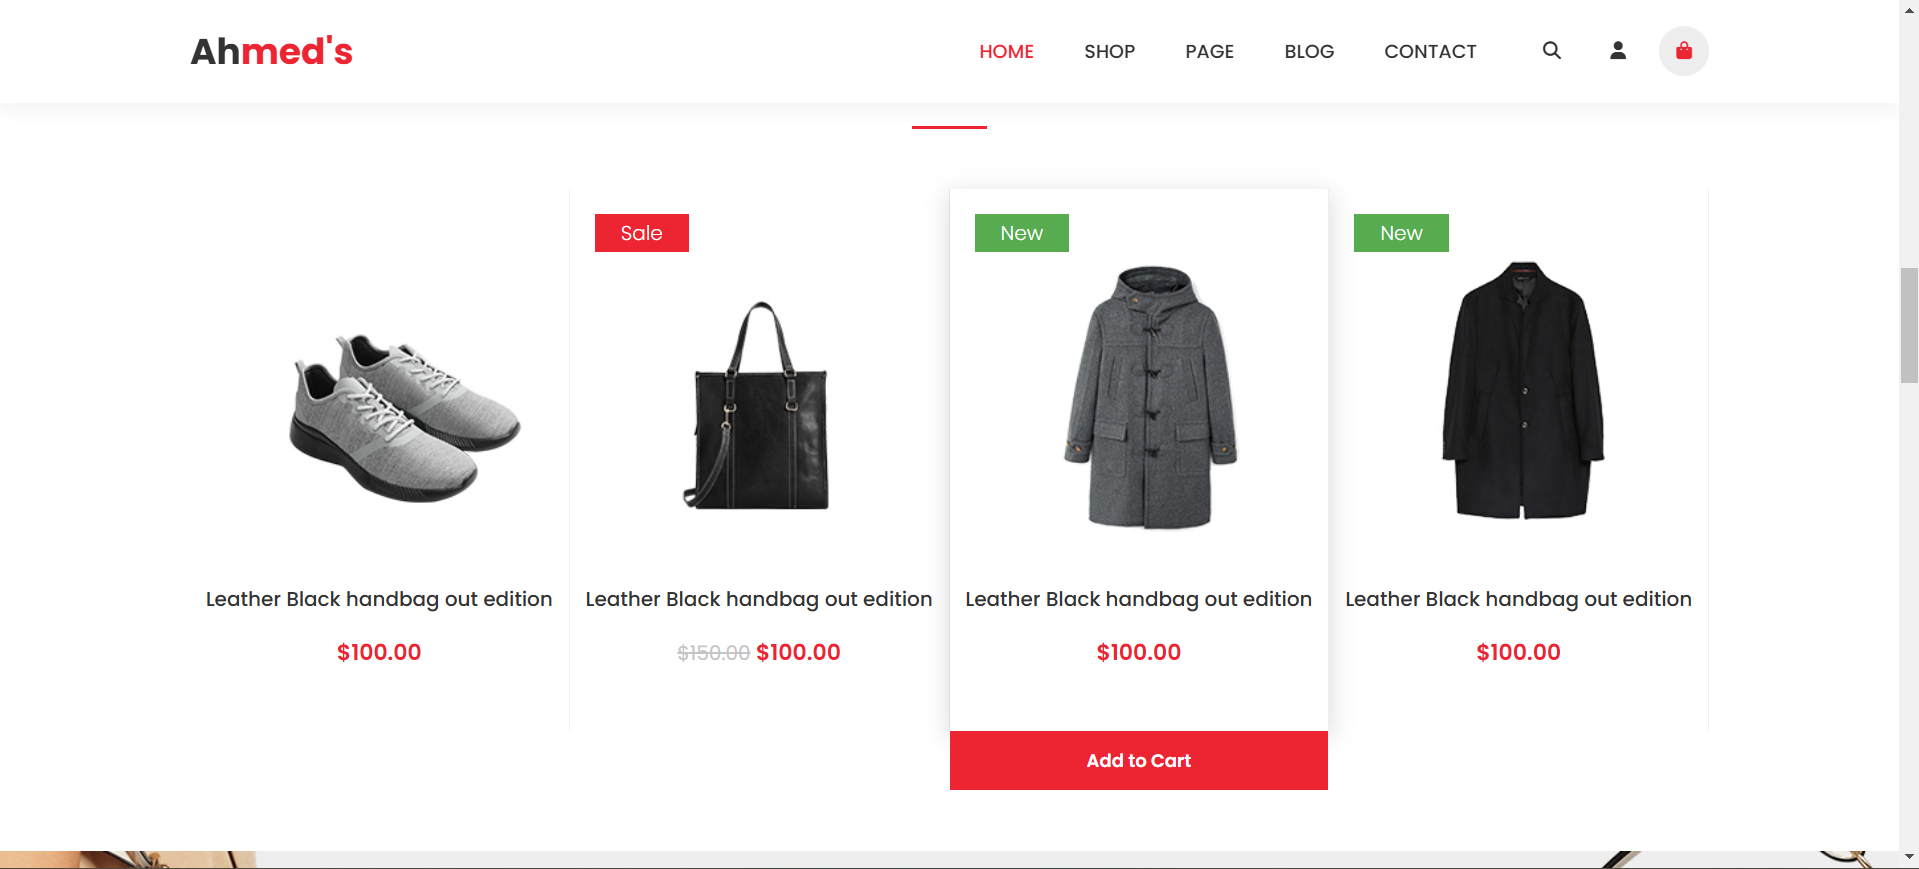 Ahmed's
HOME SHOP PAGE BLOG CONTACT
Sale
New
New
Leather Black handbag out edition
$100.00
Leather Black handbag out edition
$150.00 $100.00
Leather Black handbag out edition
$100.00
Add to Cart
Leather Black handbag out edition
$100.00